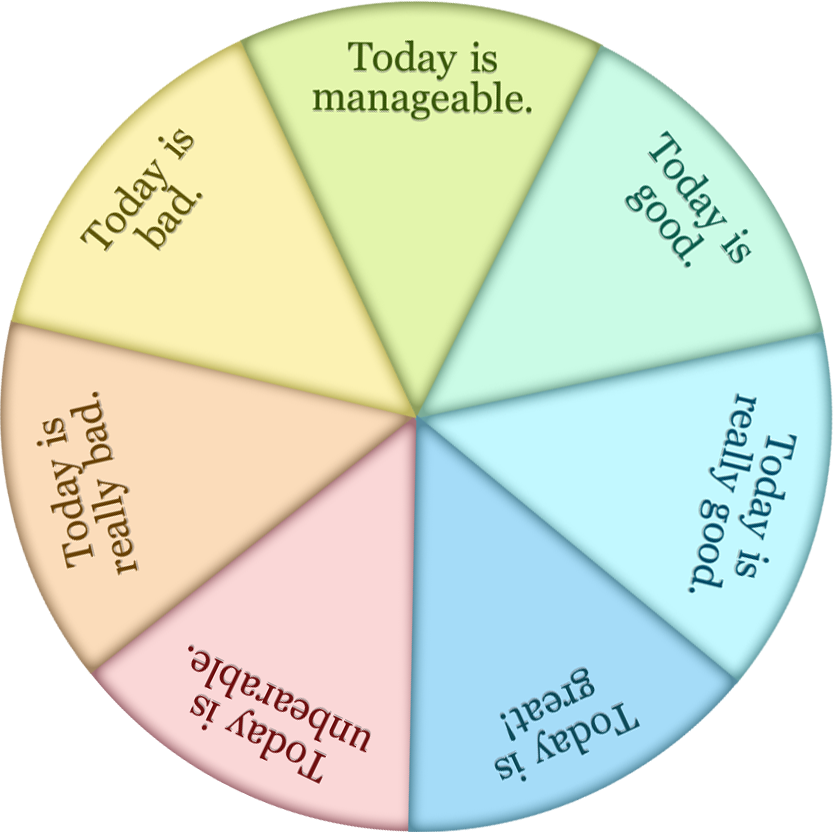 Today is
manageable.
Today is
good.
Today is
really good.
Today is
great!
Today is
unbearable.
Today is
really bad.
Today is
bad.